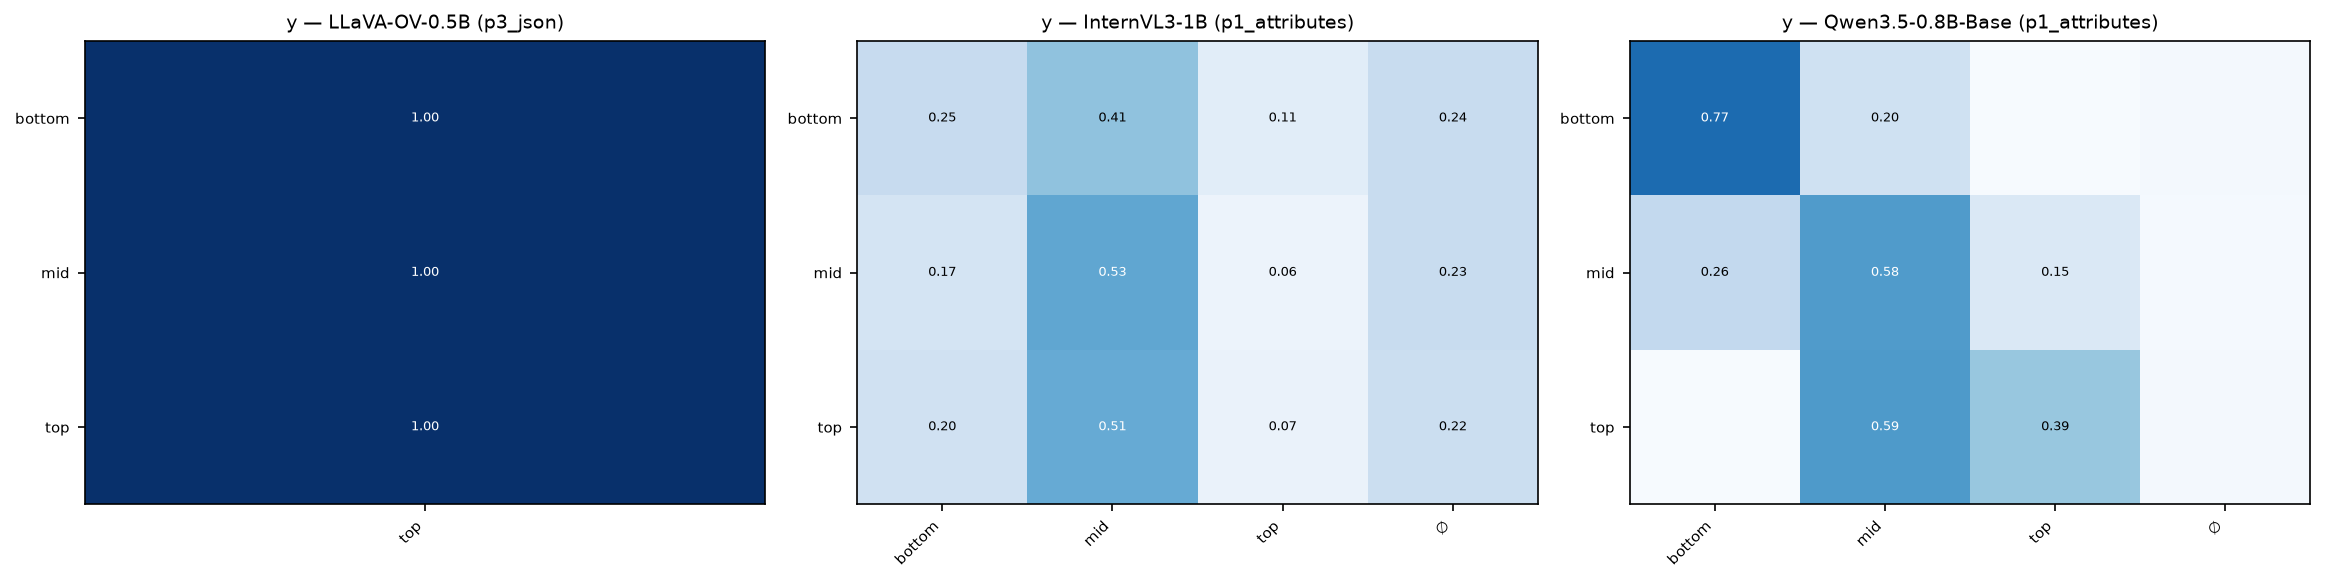 y — LLaVA-OV-0.5B (p3_json)
bottom
mid
top
1.00
1.00
1.00
top
y — InternVL3-1B (p1_attributes)
bottom 0.25 0.41 0.11 0.24
mid 0.17 0.53 0.06 0.23
top 0.20 0.51 0.07 0.22
bottom mid top ∅
y — Qwen3.5-0.8B-Base (p1_attributes)
bottom 0.77 0.20
mid 0.26 0.58 0.15
top 0.59 0.39
bottom mid top ∅